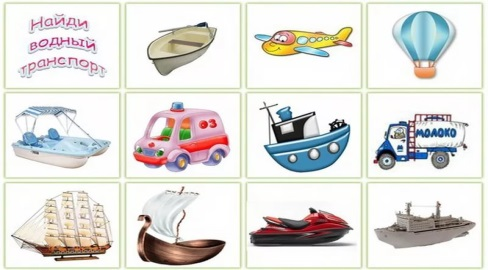 Найди
водный
транспорт
03
МОЛОКО